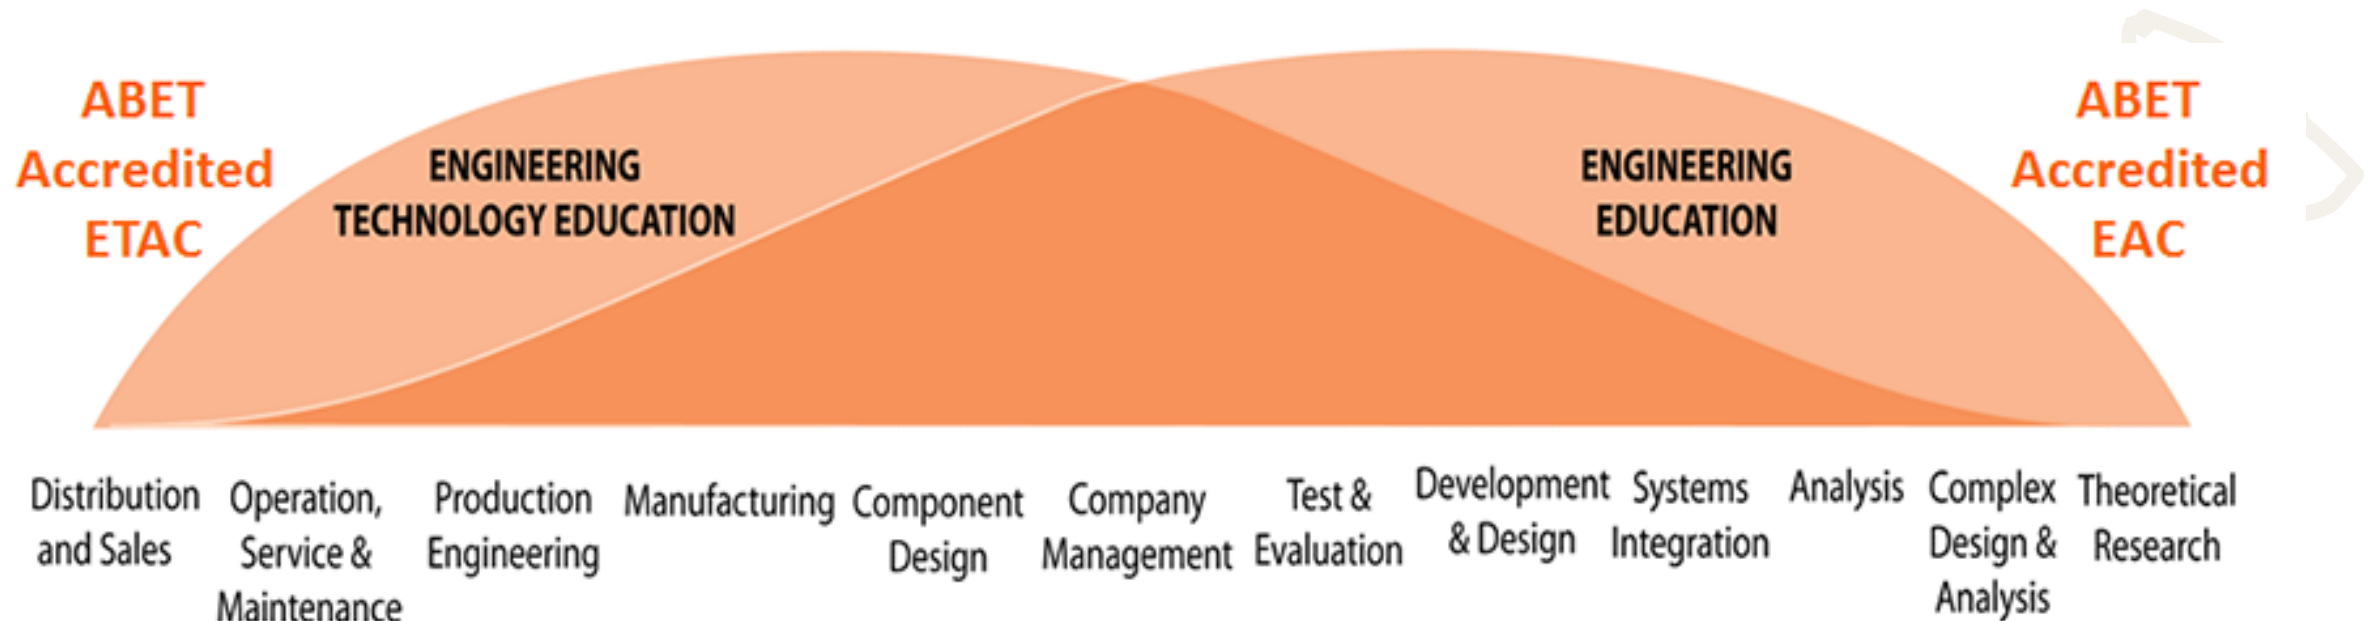 ABET
Accredited
ETAC
ENGINEERING
TECHNOLOGY EDUCATION
ENGINEERING
EDUCATION
ABET
Accredited
EAC
Distribution
and Sales
Operation,
Service &
Maintenance
Production
Engineering
Manufacturing
Component
Design
Company
Management
Test &
Evaluation
Development
& Design
Systems
Integration
Analysis
Complex
Design &
Analysis
Theoretical
Research